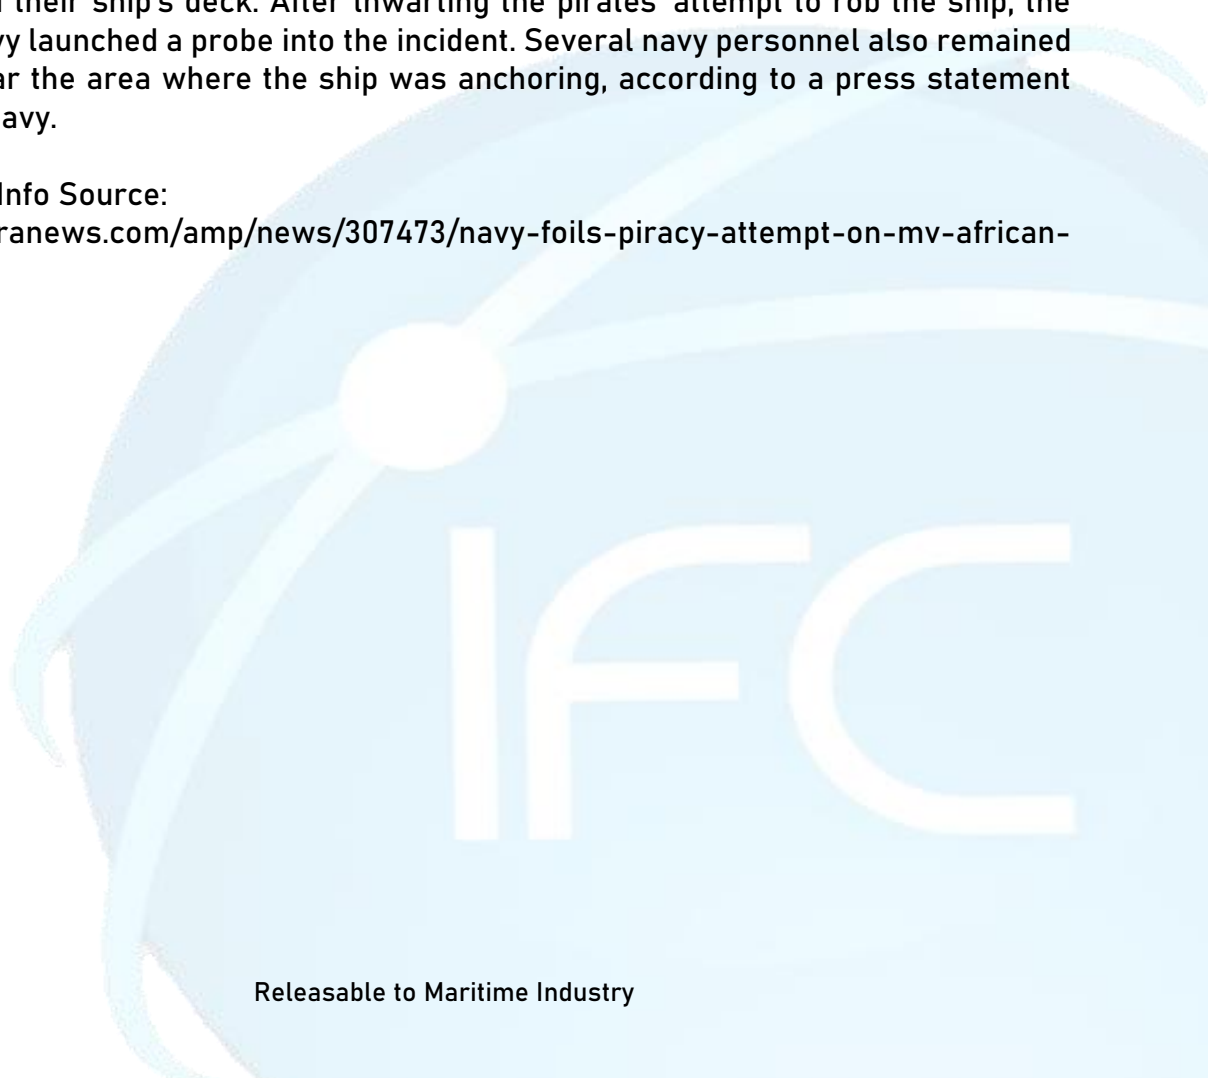 their ship's deck. After thwarting the pirates' attempt to rob the ship, the
vy launched a probe into the incident. Several navy personnel also remained
ar the area where the ship was anchoring, according to a press statement
avy.
Info Source:
ranews.com/amp/news/307473/navy-foils-piracy-attempt-on-mv-african-
IFC
Releasable to Maritime Industry